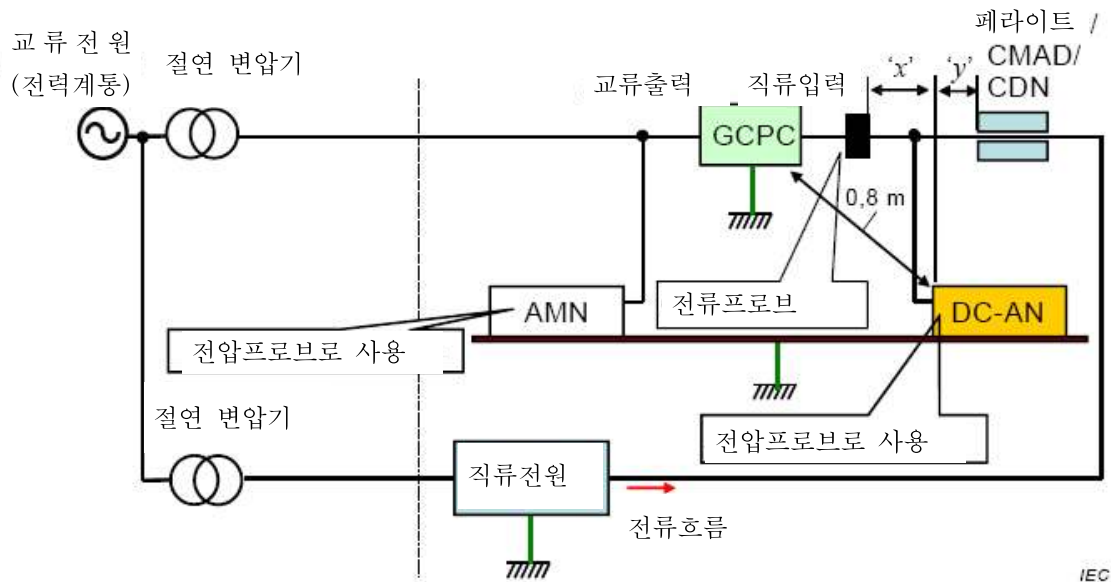 교 류 전 원
(전력계통)
절연 변압기
페라이트 /
CMAD/
CDN
교류출력
직류입력
'x'
'y'
GCPC
0,8 m
전류프로브
AMN
DC-AN
전압프로브로 사용
전압프로브로 사용
절연 변압기
직류전원
전류흐름
IEC